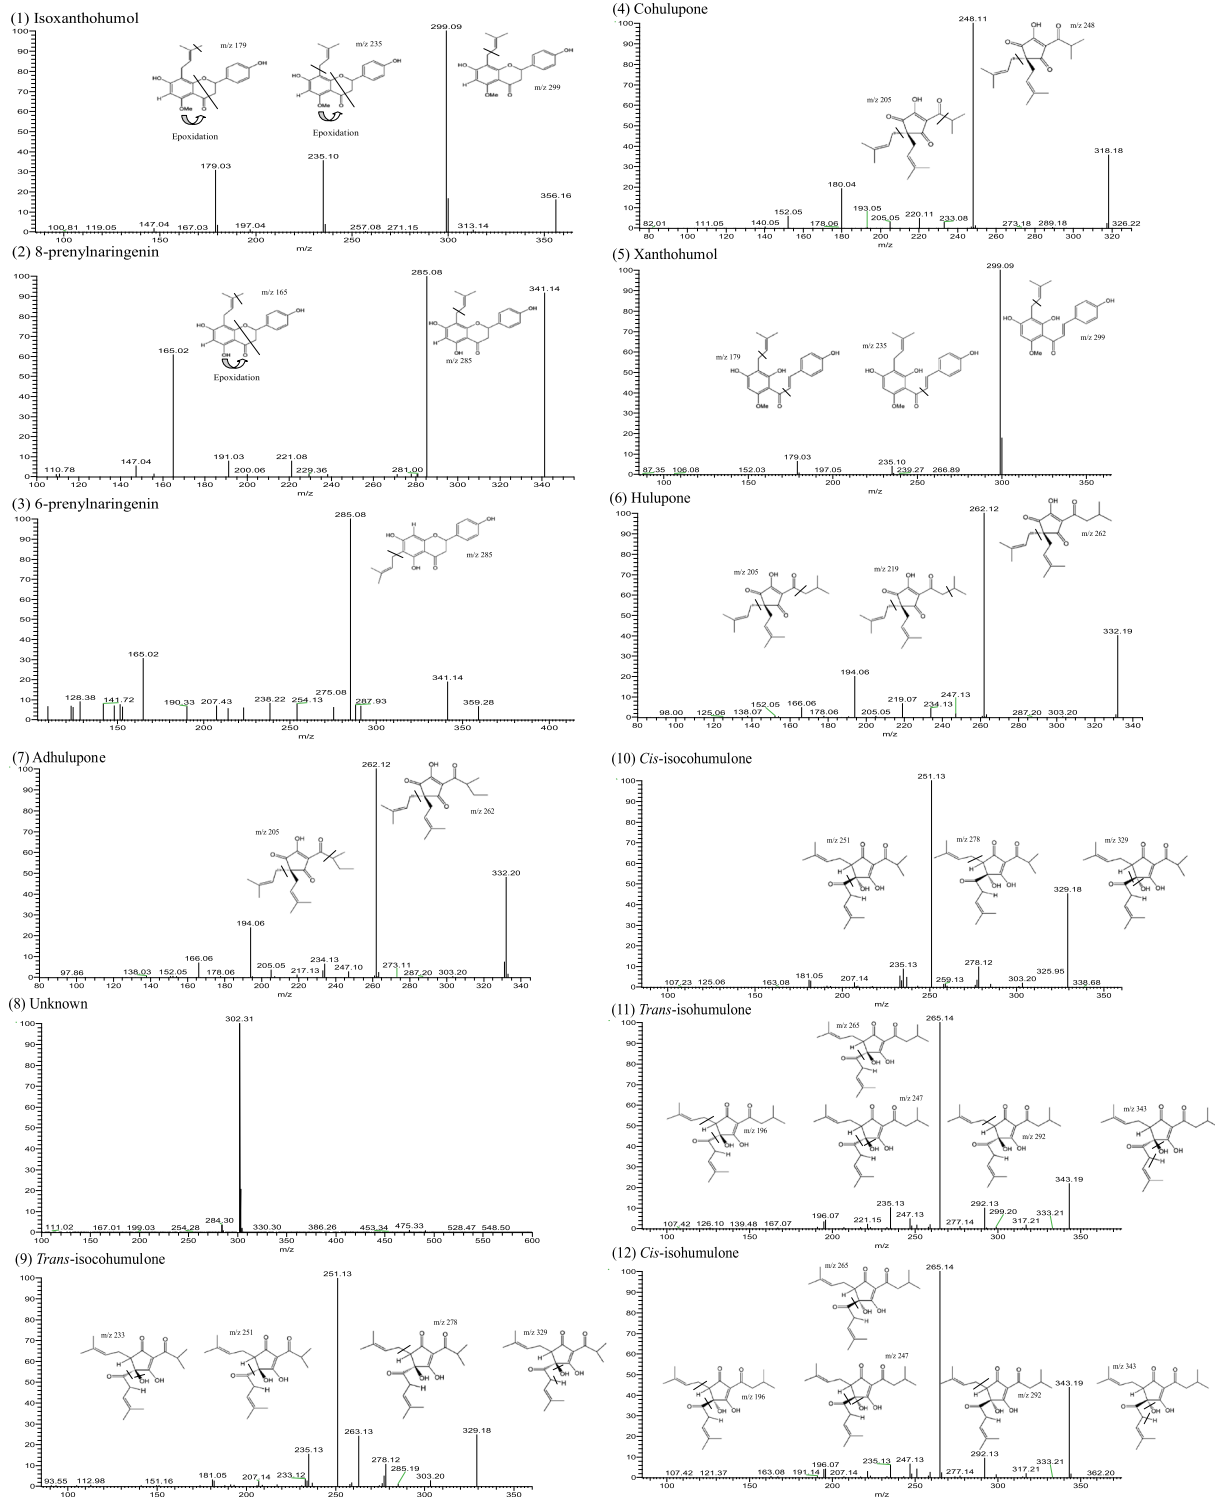 (1) Isoxanthohumol
299.09
m/z 179
m/z 235
m/z 299
Epoxidation
Epoxidation
179.03
235.10
356.16
100.81
119.05
147.04
167.03
197.04
257.08
271.15
313.14
m/z
(2) 8-prenylnaringenin
285.08
341.14
m/z 165
m/z 285
Epoxidation
165.02
110.78
147.04
191.03
200.06
221.08
229.36
281.00
m/z
(3) 6-prenylnaringenin
285.08
m/z 285
165.02
128.38
141.72
190.33
207.43
238.22
254.13
275.08
287.93
341.14
359.28
m/z
(4) Cohulupone
248.11
m/z 248
m/z 205
318.18
180.04
152.05
193.05
82.01
111.05
140.05
178.06
205.05
220.11
233.08
273.18
289.18
326.22
m/z
(5) Xanthohumol
299.09
m/z 179
m/z 235
m/z 299
179.03
235.10
87.35
106.08
152.03
197.05
239.27
266.89
m/z
(6) Hulupone
262.12
m/z 262
m/z 205
m/z 219
332.19
194.06
98.00
125.06
138.07
152.05
166.06
178.06
205.05
219.07
234.13
247.13
287.20
303.20
m/z
(7) Adhulupone
262.12
m/z 262
m/z 205
332.20
194.06
97.86
138.03
152.05
166.06
178.06
205.05
217.13
234.13
247.10
273.11
287.20
303.20
m/z
(8) Unknown
302.31
111.02
167.01
199.03
254.28
284.30
330.30
386.26
453.34
475.33
528.47
548.50
m/z
(9) Trans-isocohumulone
251.13
m/z 233
m/z 251
m/z 278
m/z 329
263.13
329.18
235.13
93.55
112.98
151.16
181.05
207.14
233.12
278.12
285.19
303.20
m/z
(10) Cis-isocohumulone
251.13
m/z 251
m/z 278
m/z 329
329.18
107.23
125.06
163.08
181.05
207.14
235.13
259.13
278.12
303.20
325.95
338.68
m/z
(11) Trans-isohumulone
265.14
m/z 265
m/z 247
m/z 196
m/z 292
m/z 343
343.19
107.42
126.10
139.48
167.07
196.07
221.15
235.13
247.13
277.14
292.13
299.20
317.21
333.21
m/z
(12) Cis-isohumulone
265.14
m/z 265
m/z 247
m/z 196
m/z 292
m/z 343
343.19
107.42
121.37
163.08
191.14
196.07
207.14
235.13
247.13
277.14
292.13
317.21
333.21
362.20
m/z